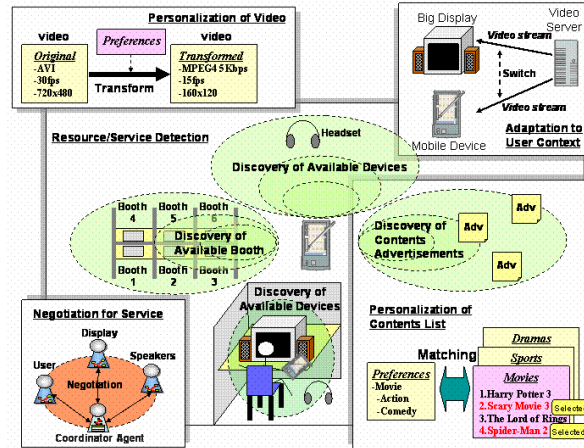 Personalization of Video
video
Preferences
video
Original
-AVI
-30fps
-720x480
Transform
Transformed
-MPEG4 5Kbps
-15fps
-160x120
Big Display
Video stream
Video
Server
Switch
Video stream
Mobile Device
Adaptation to
User Context
Resource/Service Detection
Headset
Discovery of Available Devices
Booth
4
Booth
5
Booth
6
Discovery of
Available Booth
Booth
1
Booth
2
Booth
3
Discovery of
Contents
Advertisements
Adv
Adv
Adv
Discovery of
Available Devices
Negotiation for Service
Display
User
Speakers
Negotiation
Coordinator Agent
Personalization of
Contents List
Matching
Preferences
-Movie
-Action
-Comedy
Dramas
Sports
Movies
1.Harry Potter 3
2.Scary Movie 3
Selected
3.The Lord of Rings
4.Spider-Man 2
Selected